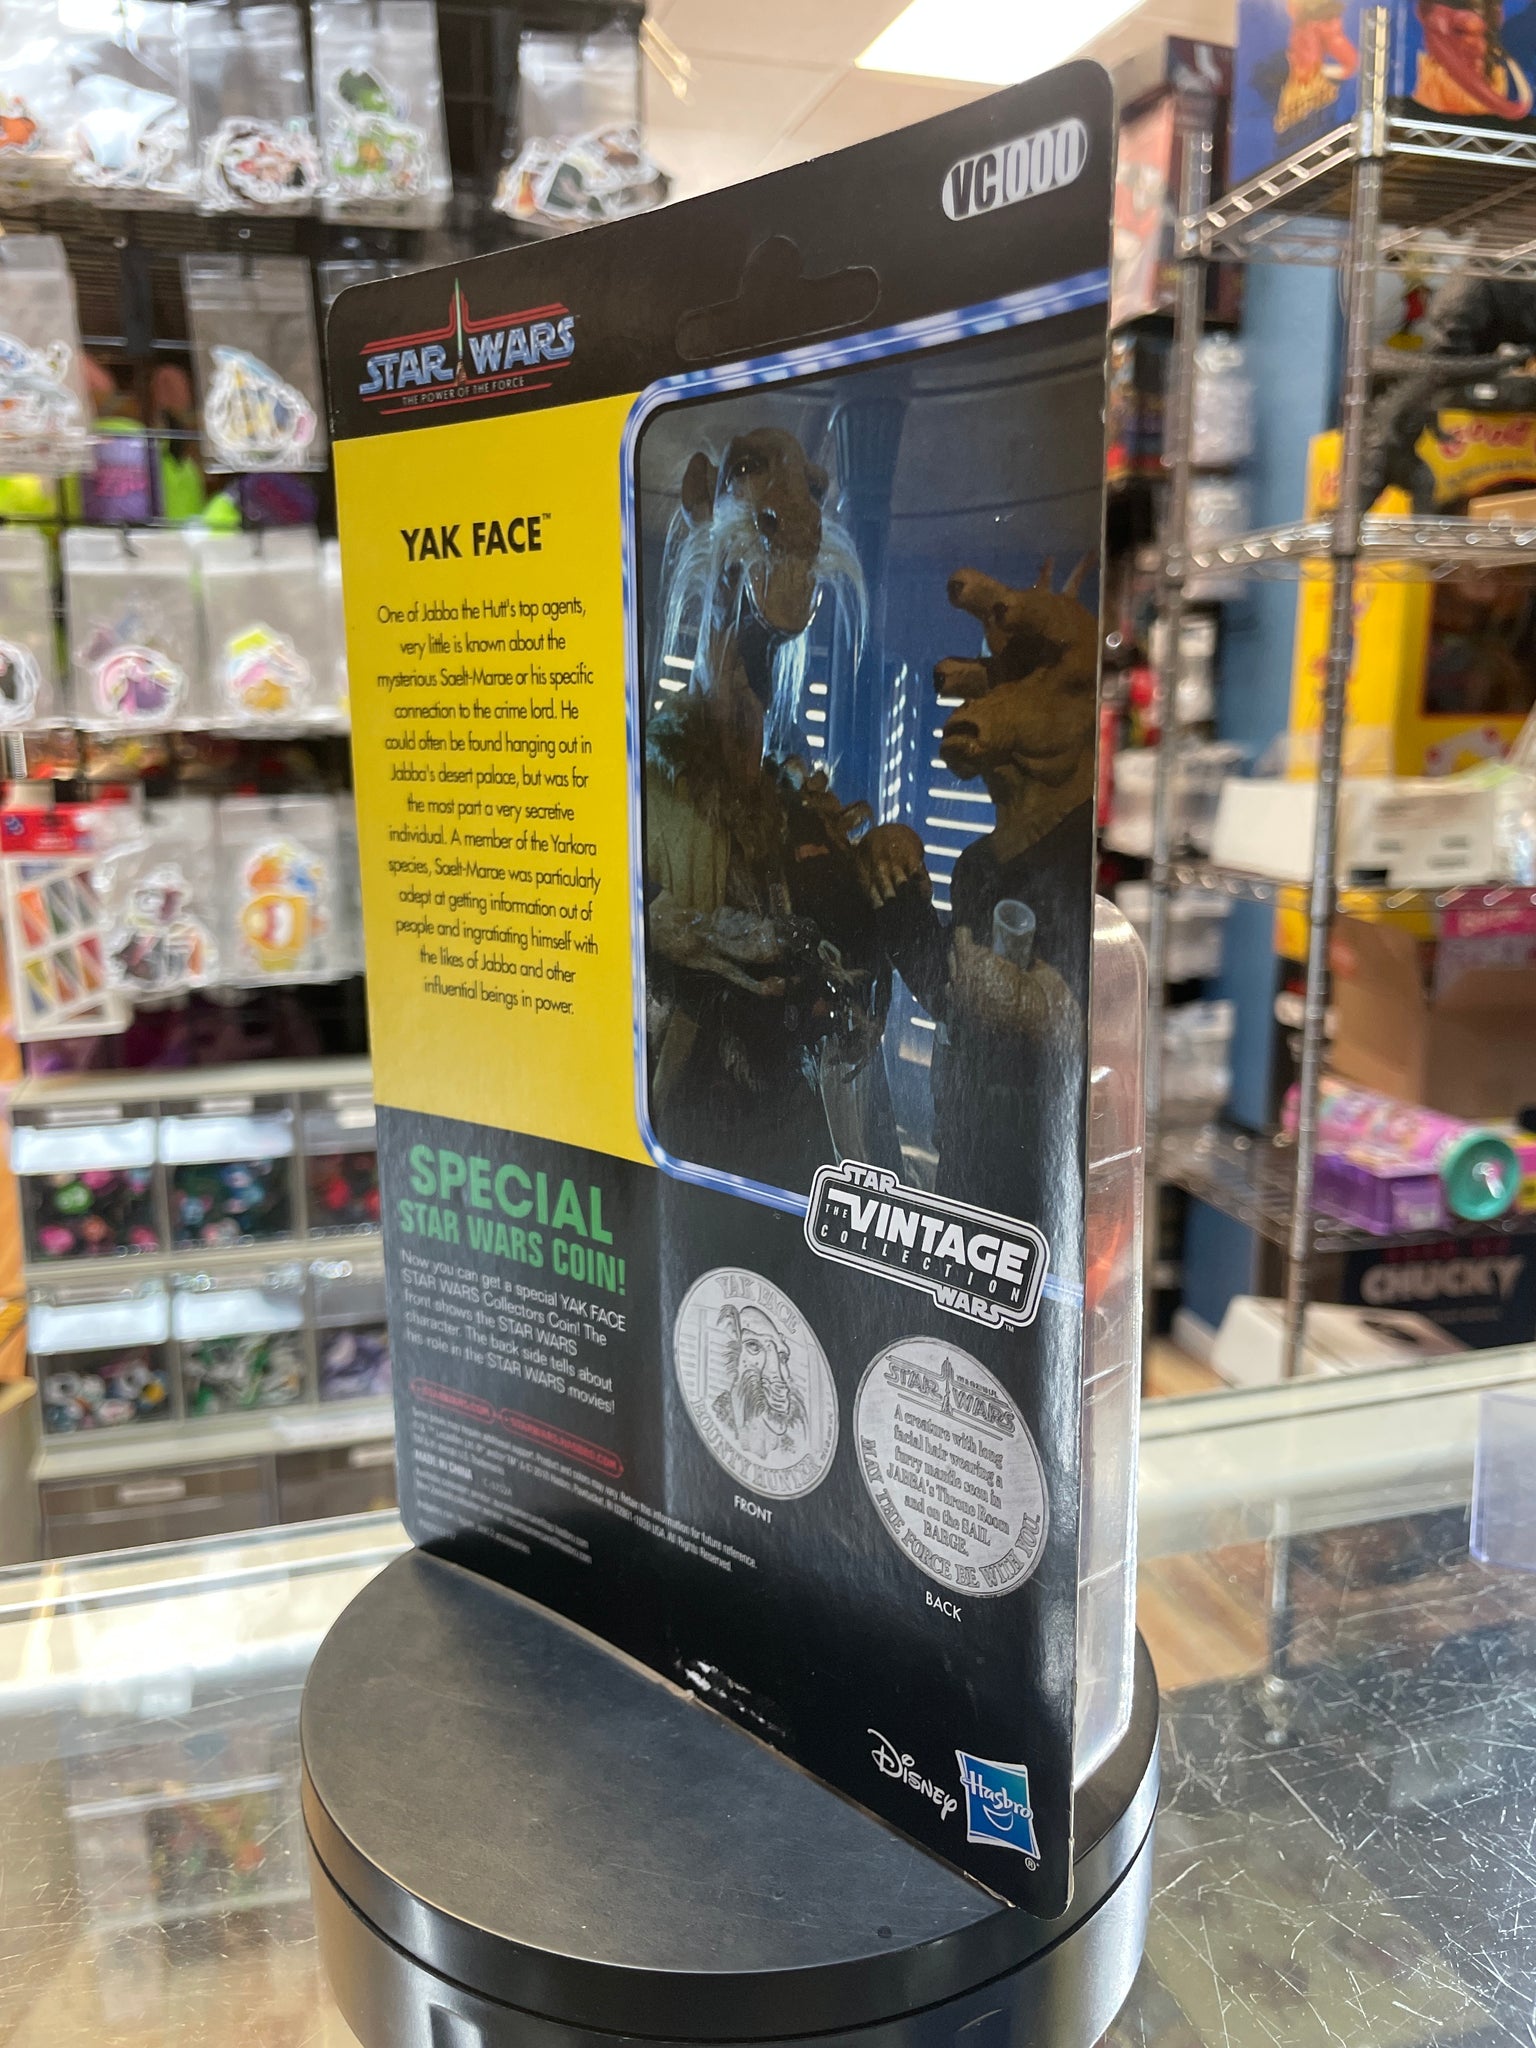 VC1000
STAR WARS
THE POWER OF THE FORCE
YAK FACE™
One of Jabba the Hutt's top agents,
very little is known about the
mysterious Saelt-Marae or his specific
connection to the crime lord. He
could often be found hanging out in
Jabba's desert palace, but was for
the most part a very secretive
individual. A member of the Yarkora
species, Saelt-Marae was particularly
adept at getting information out of
people and ingratiating himself with
the likes of Jabba and other
influential beings in power.
SPECIAL
STAR WARS COIN!
Now you can get a special YAK FACE
STAR WARS Collectors Coin! The
front shows the STAR WARS
character. The back side tells about
his role in the STAR WARS movies!
STARWARS.COM
STARWARS.HASBRO.COM
MADE IN CHINA
STAR
THE VINTAGE
COLLECTION
WARS™
YAK FACE
BOUNTY HUNTER
FRONT
STAR WARS
A creature with long
facial hair wearing a
furry mantle seen in
JABBA's Throne Room
and on the SAIL
BARGE.
MAY THE FORCE BE WITH YOU.
BACK
Disney
Hasbro
®
CHUCKY